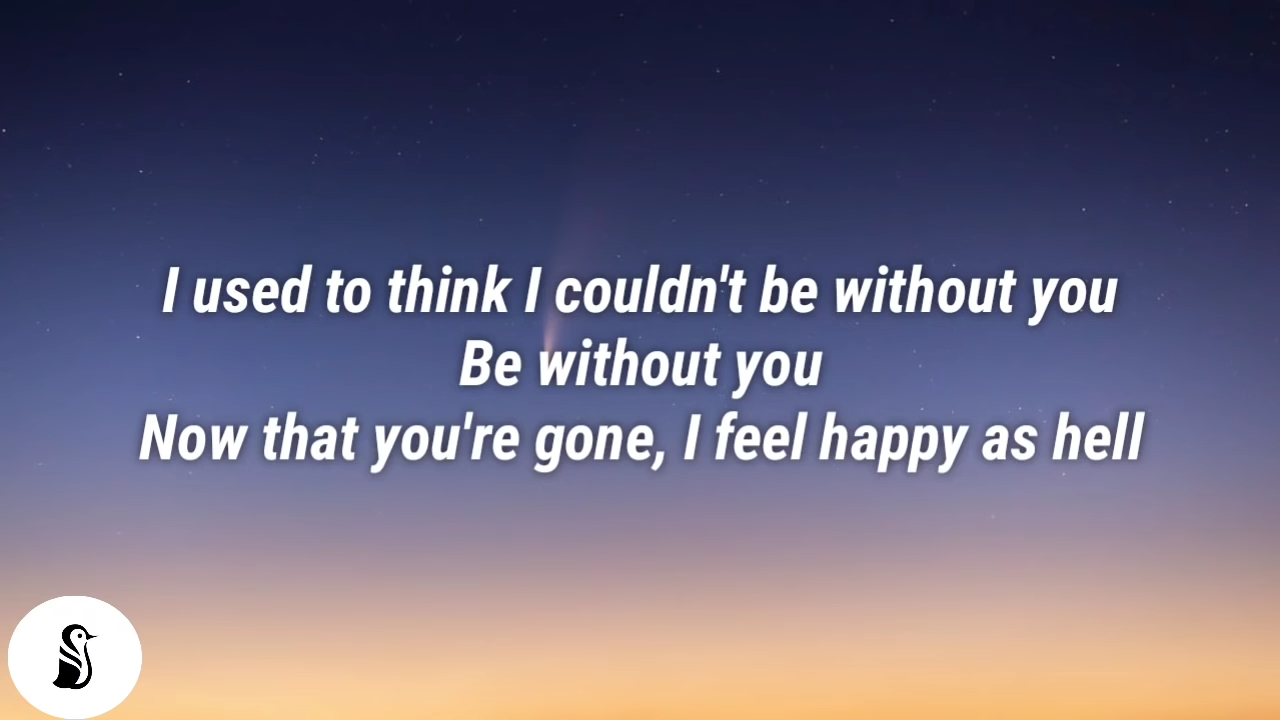 I used to think I couldn't be without you
Be without you
Now that you're gone, I feel happy as hell